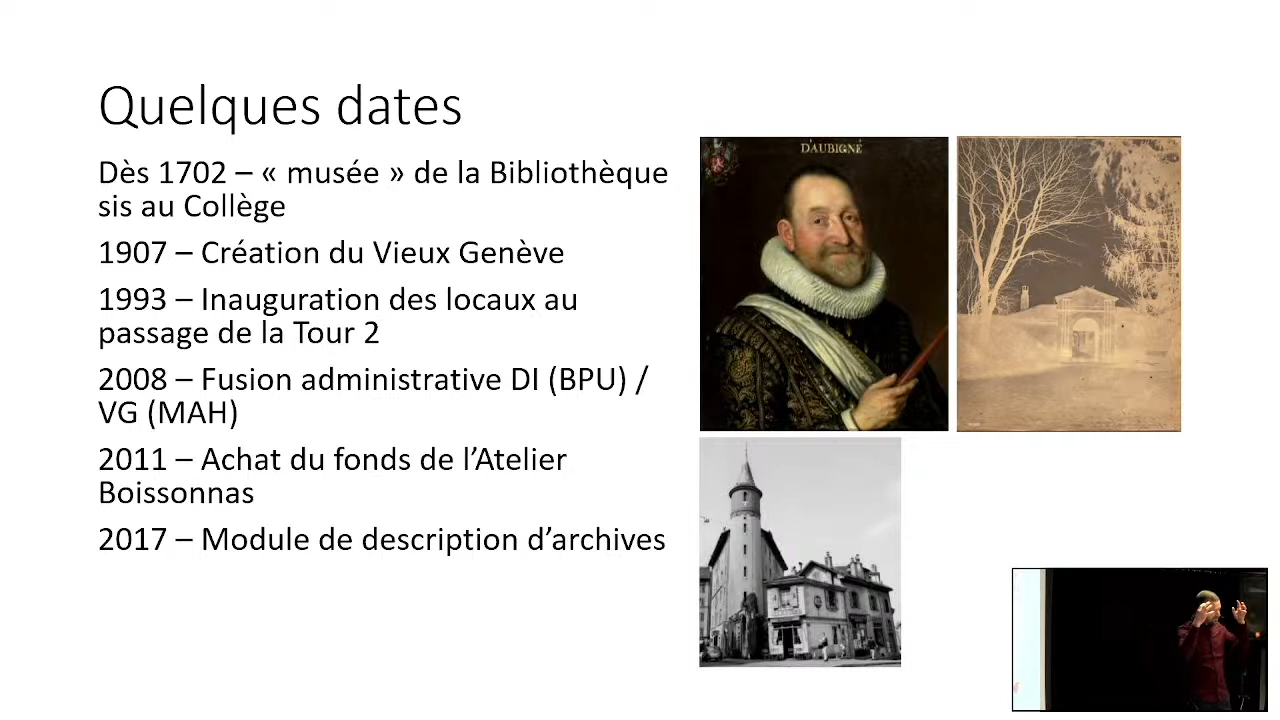 Quelques dates
Dès 1702 – « musée » de la Bibliothèque
sis au Collège
1907 – Création du Vieux Genève
1993 – Inauguration des locaux au
passage de la Tour 2
2008 – Fusion administrative DI (BPU) /
VG (MAH)
2011 – Achat du fonds de l’Atelier
Boissonnas
2017 – Module de description d’archives
D'AUBIGNÉ